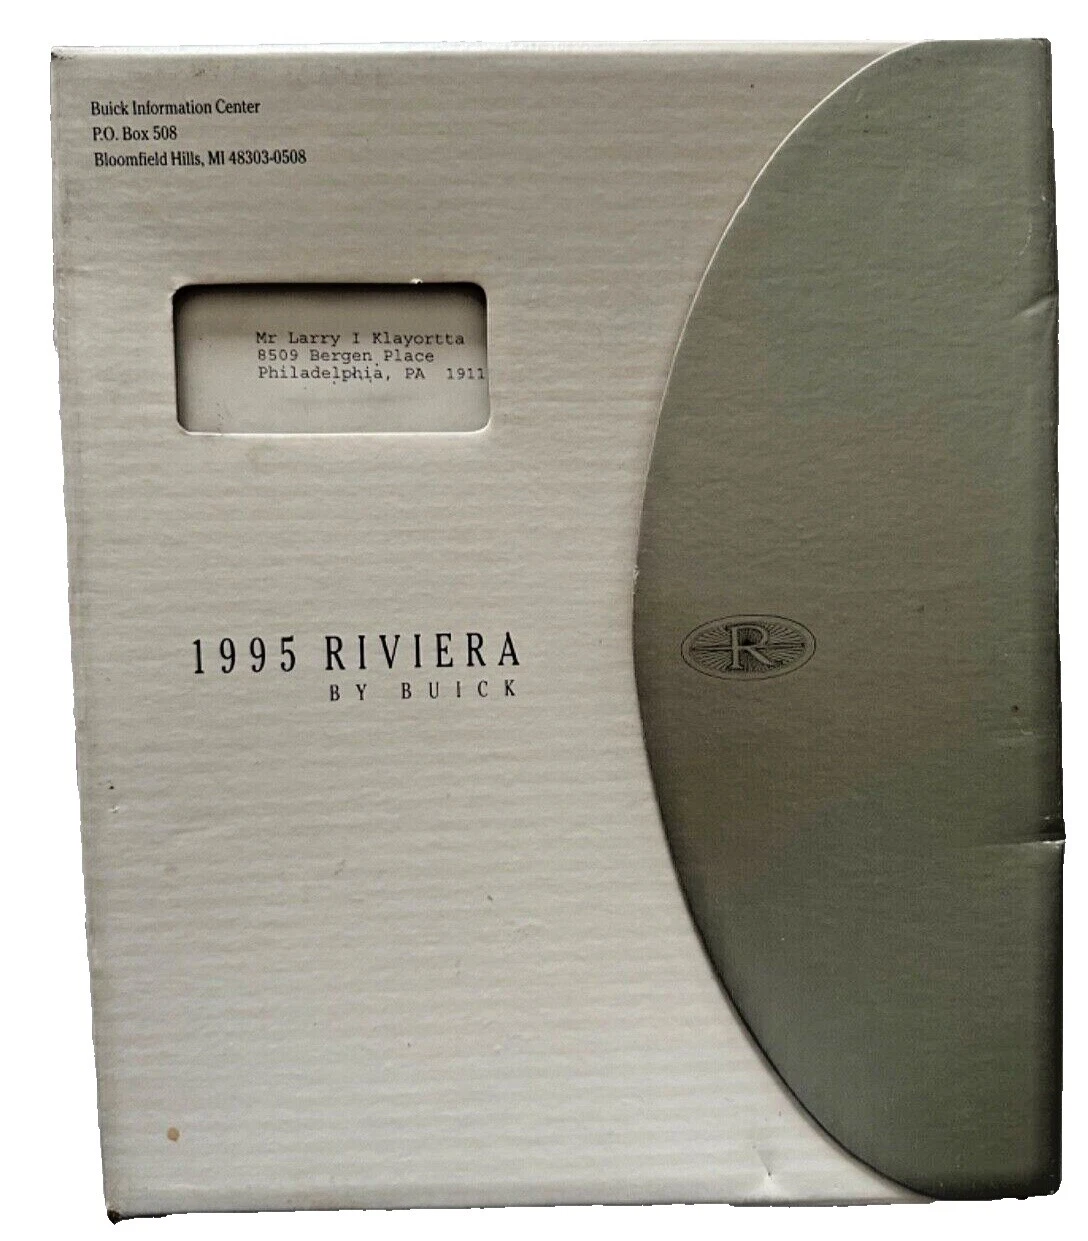 Buick Information Center
P.O. Box 508
Bloomfield Hills, MI 48303-0508
Mr Larry I Klayortta
8509 Bergen Place
Philadelphia, PA 1911
1995 RIVIERA
BY BUICK
R